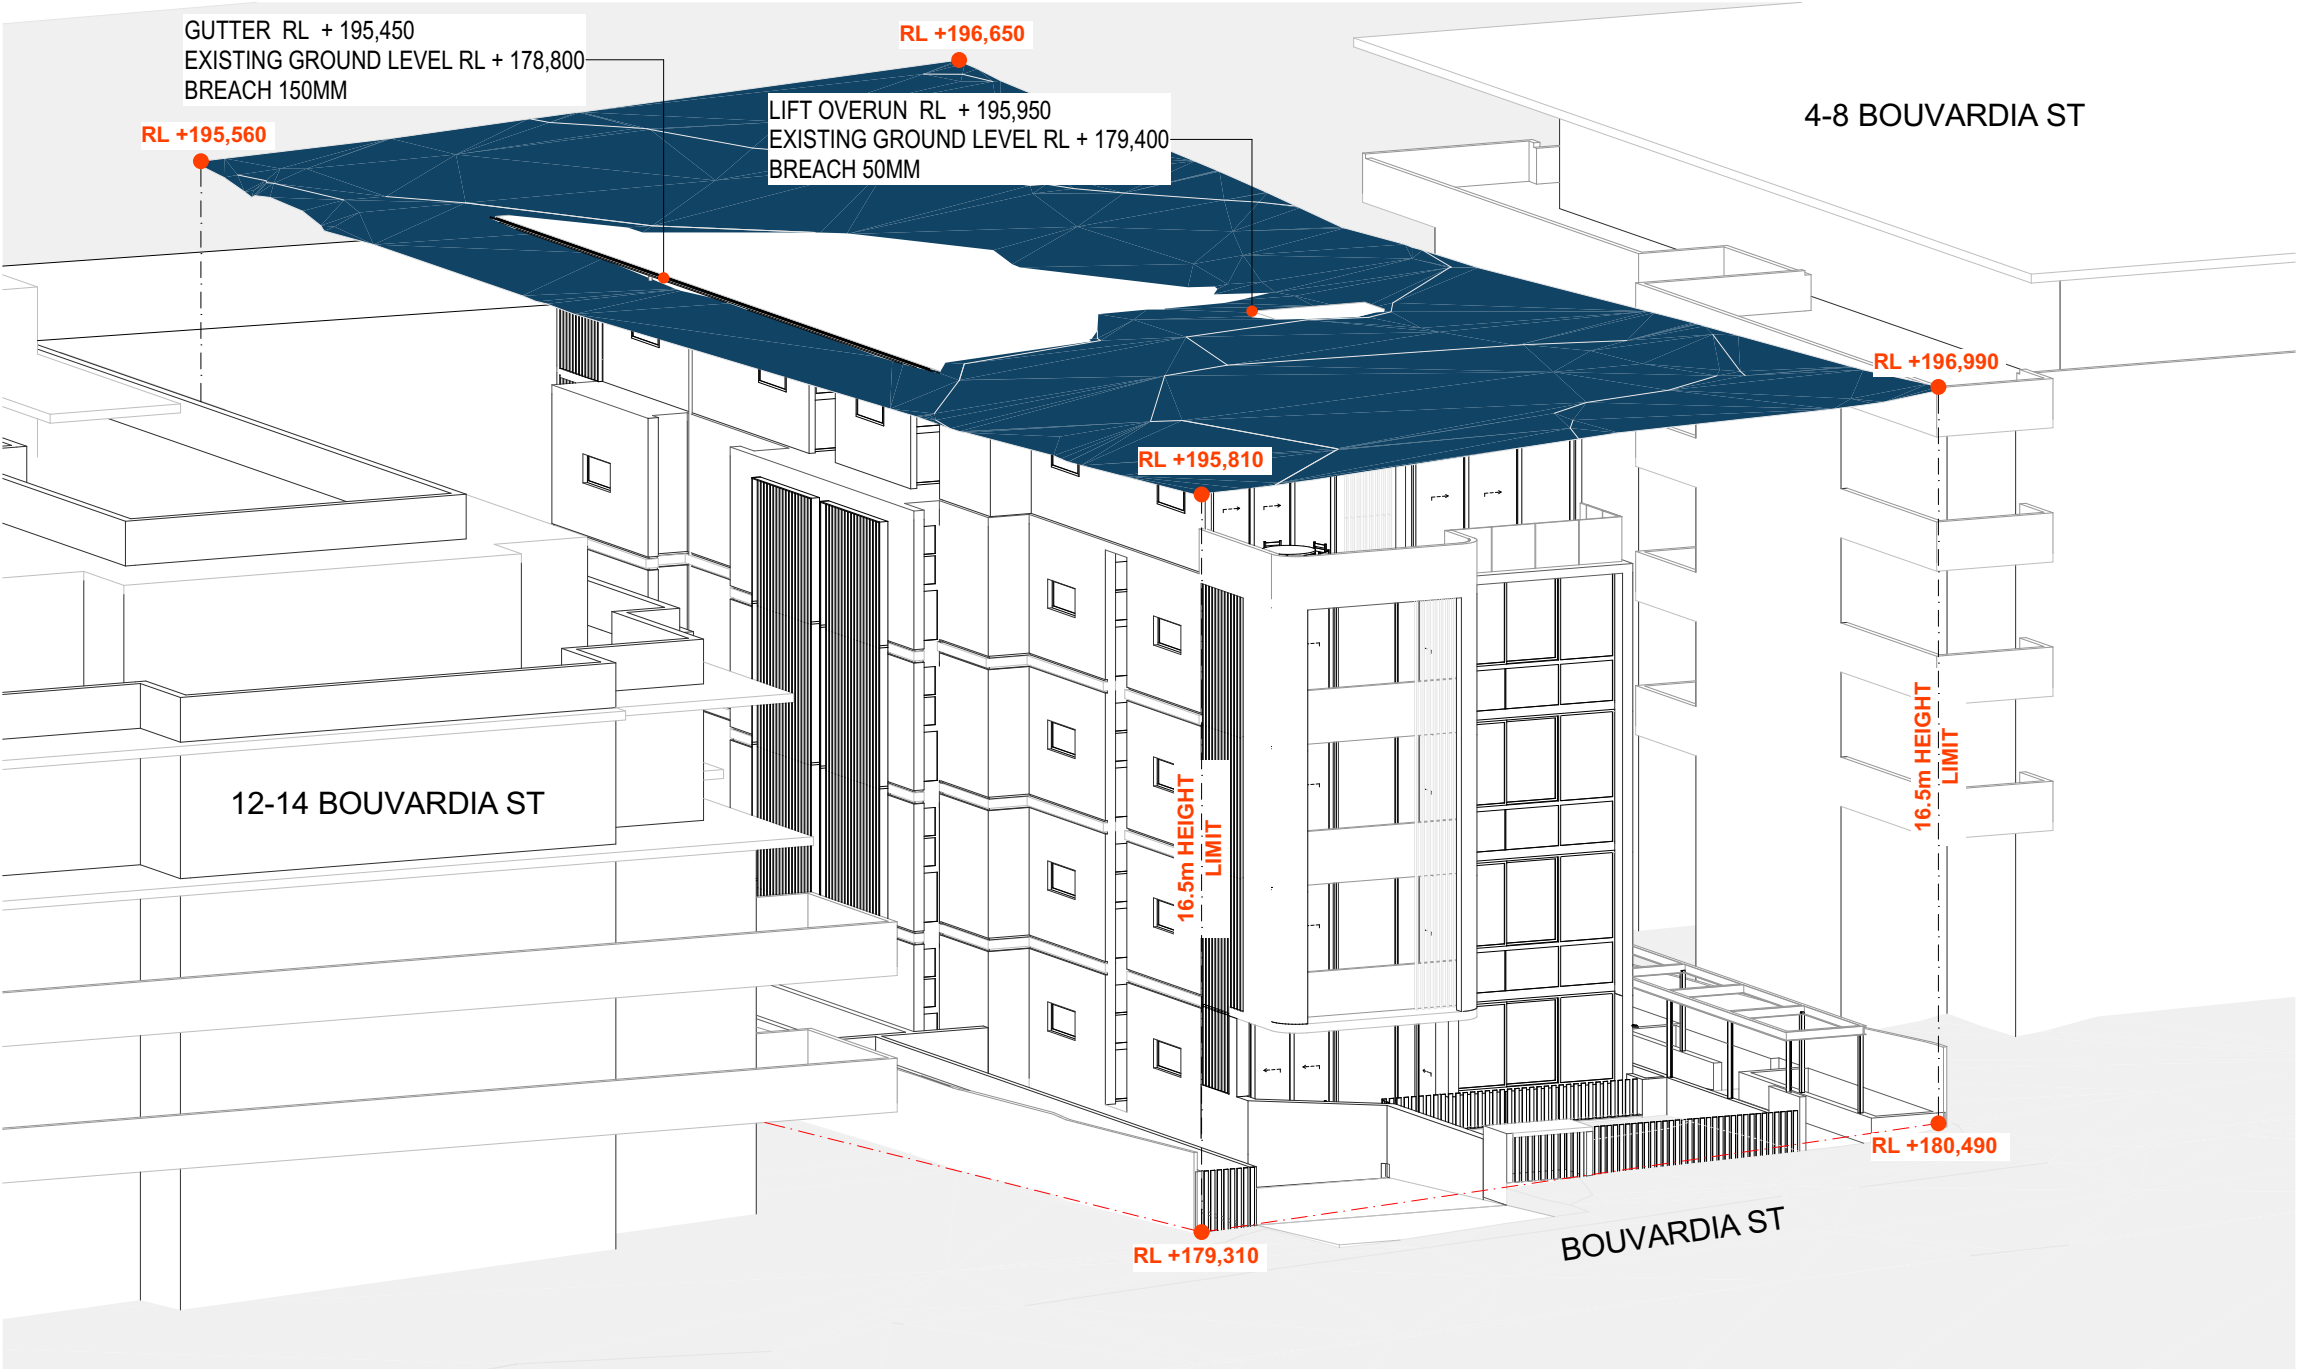 GUTTER RL + 195,450
EXISTING GROUND LEVEL RL + 178,800
BREACH 150MM
RL +196,650
RL +195,560
LIFT OVERUN RL + 195,950
EXISTING GROUND LEVEL RL + 179,400
BREACH 50MM
4-8 BOUVARDIA ST
RL +196,990
RL +195,810
12-14 BOUVARDIA ST
16.5m HEIGHT
LIMIT
16.5m HEIGHT
LIMIT
RL +180,490
RL +179,310
BOUVARDIA ST